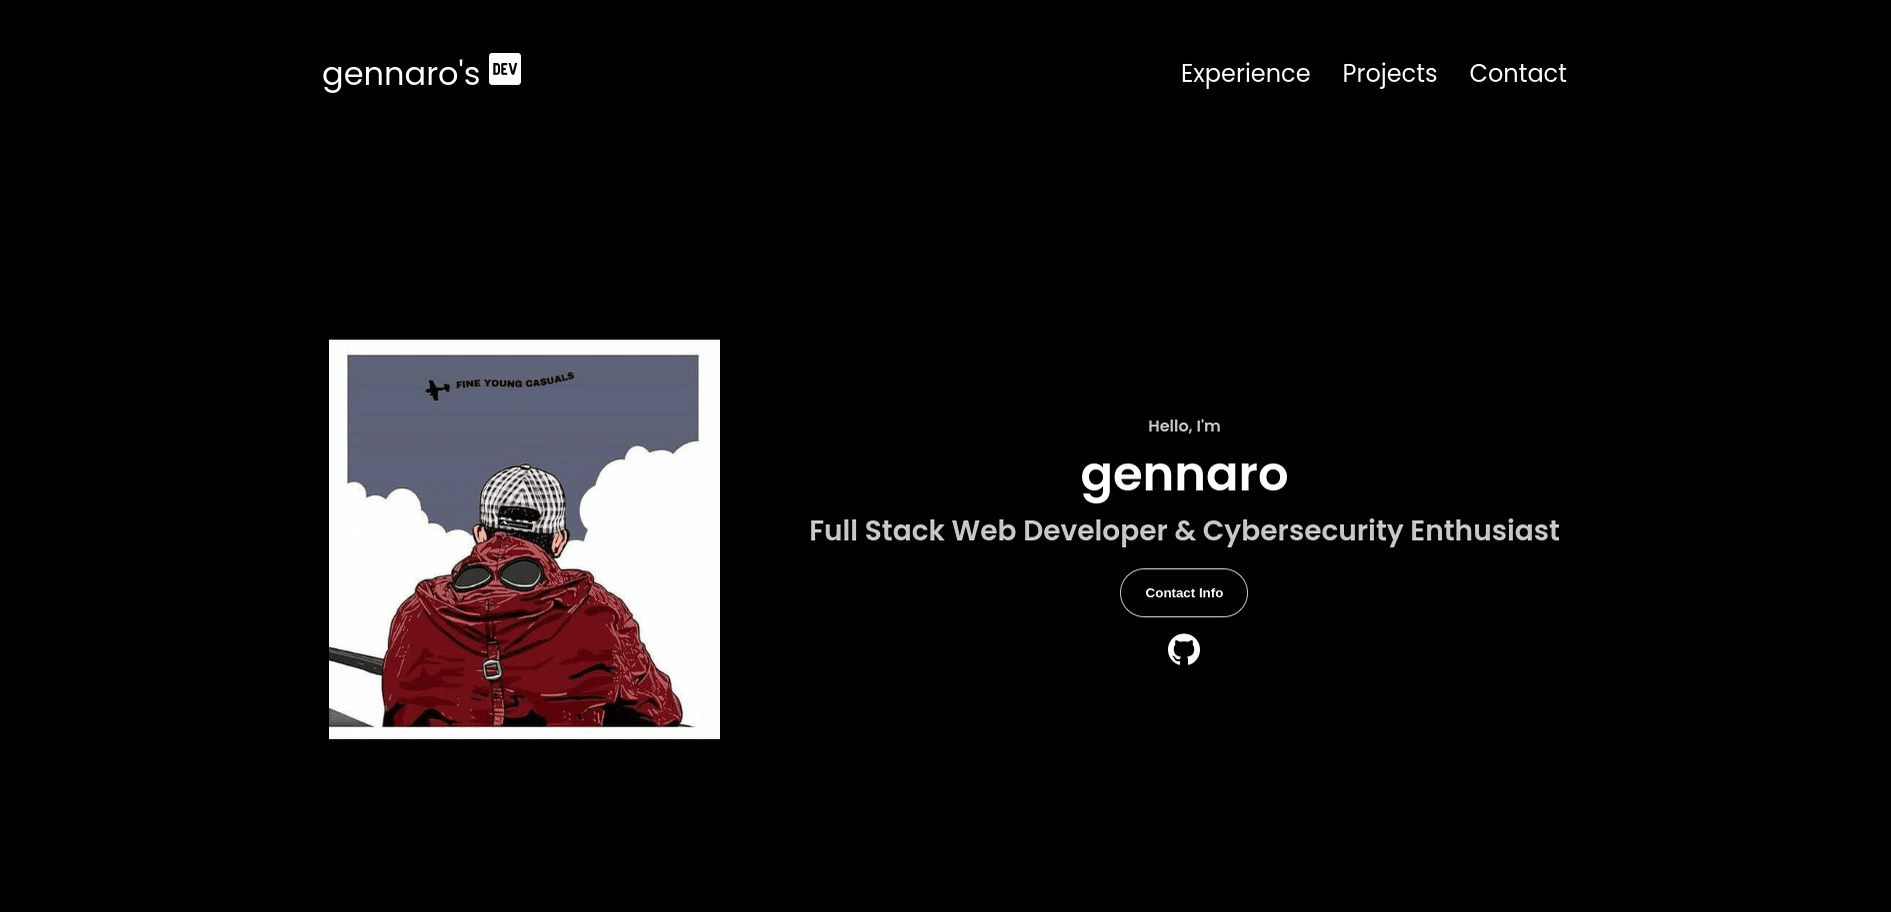 gennaro's DEV
Experience Projects Contact
FINE YOUNG CASUALS
Hello, I'm
gennaro
Full Stack Web Developer & Cybersecurity Enthusiast
Contact Info